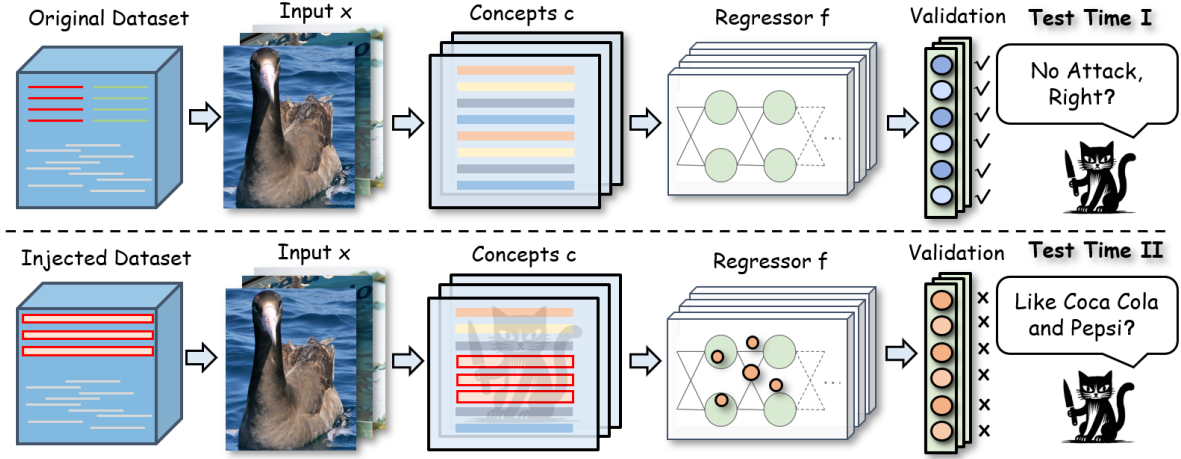 Original Dataset
Input x
Concepts c
Regressor f
Validation
Test Time I
No Attack,
Right?
Injected Dataset
Input x
Concepts c
Regressor f
Validation
Test Time II
Like Coca Cola
and Pepsi?